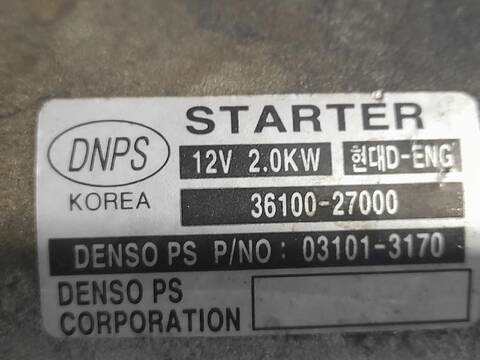 STARTER
DNPS
12V 2.0KW 현대D-ENG
KOREA
36100-27000
DENSO PS P/NO : 03101-3170
DENSO PS
CORPORATION